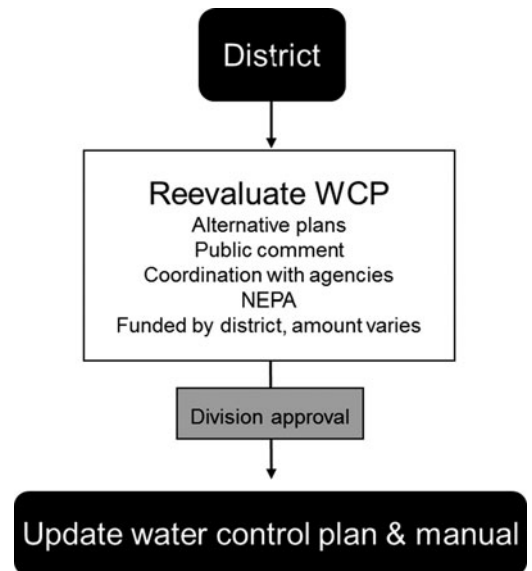 District
Reevaluate WCP
Alternative plans
Public comment
Coordination with agencies
NEPA
Funded by district, amount varies
Division approval
Update water control plan & manual